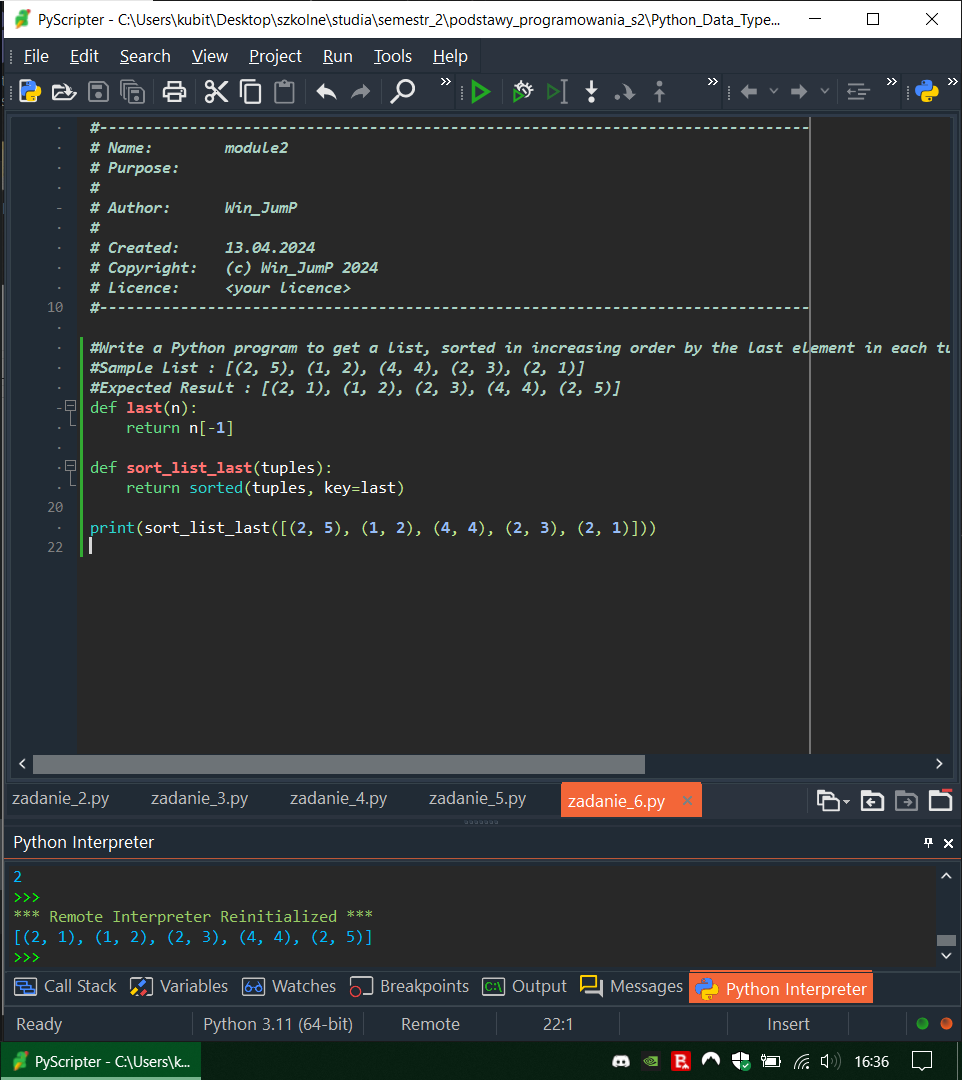 PyScripter - C:\Users\kubit\Desktop\szkolne\studia\semestr_2\podstawy_programowania_s2\Python_Data_Type...
File Edit Search View Project Run Tools Help
#-------------------------------------------------------------------------------
# Name:        module2
# Purpose:
#
# Author:      Win_JumP
#
# Created:     13.04.2024
# Copyright:   (c) Win_JumP 2024
# Licence:     <your licence>
10 #-------------------------------------------------------------------------------
#Write a Python program to get a list, sorted in increasing order by the last element in each tu
#Sample List : [(2, 5), (1, 2), (4, 4), (2, 3), (2, 1)]
#Expected Result : [(2, 1), (1, 2), (2, 3), (4, 4), (2, 5)]
def last(n):
    return n[-1]
def sort_list_last(tuples):
    return sorted(tuples, key=last)
20
print(sort_list_last([(2, 5), (1, 2), (4, 4), (2, 3), (2, 1)]))
22
zadanie_2.py zadanie_3.py zadanie_4.py zadanie_5.py zadanie_6.py ×
Python Interpreter
2
>>>
*** Remote Interpreter Reinitialized ***
[(2, 1), (1, 2), (2, 3), (4, 4), (2, 5)]
>>>
Call Stack Variables Watches Breakpoints Output Messages Python Interpreter
Ready Python 3.11 (64-bit) Remote 22:1 Insert
PyScripter - C:\Users\k... 16:36